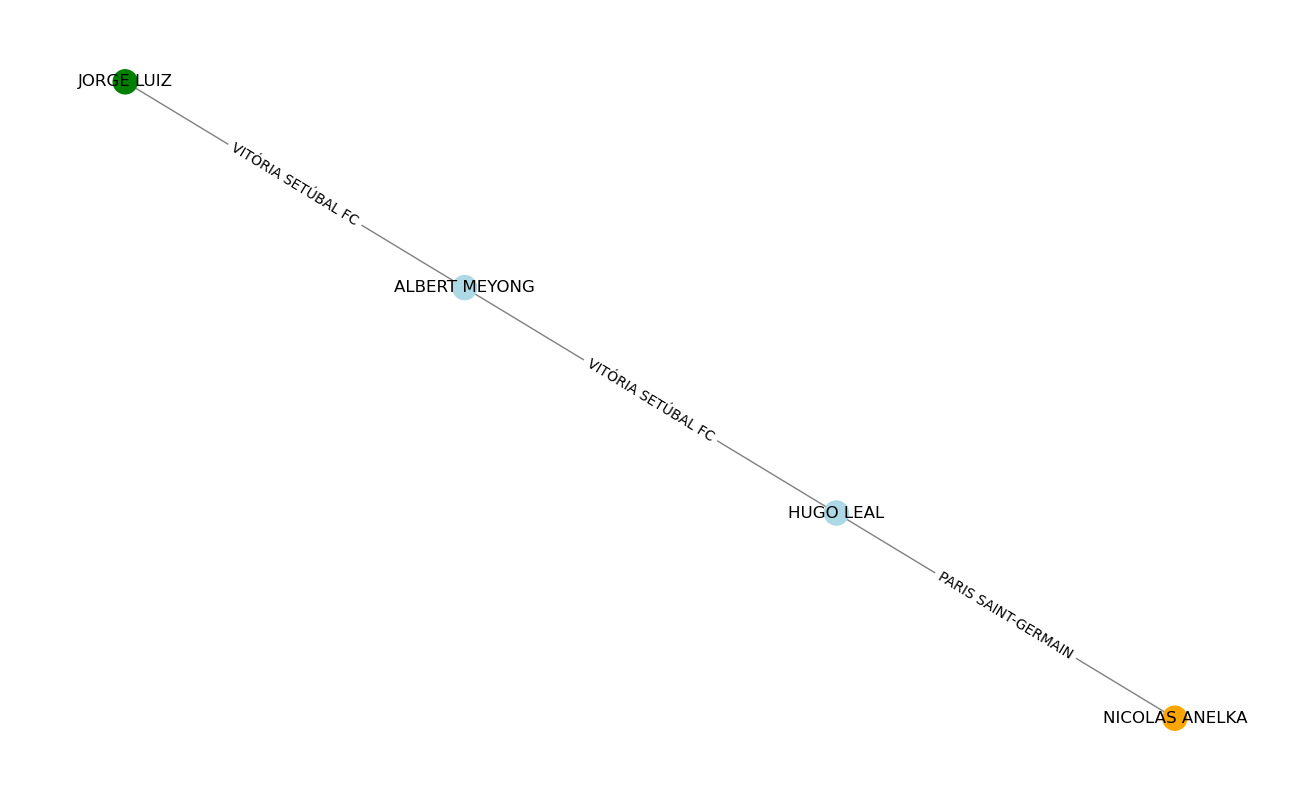 JORGE LUIZ
VITÓRIA SETÚBAL FC
ALBERT MEYONG
VITÓRIA SETÚBAL FC
HUGO LEAL
PARIS SAINT-GERMAIN
NICOLAS ANELKA